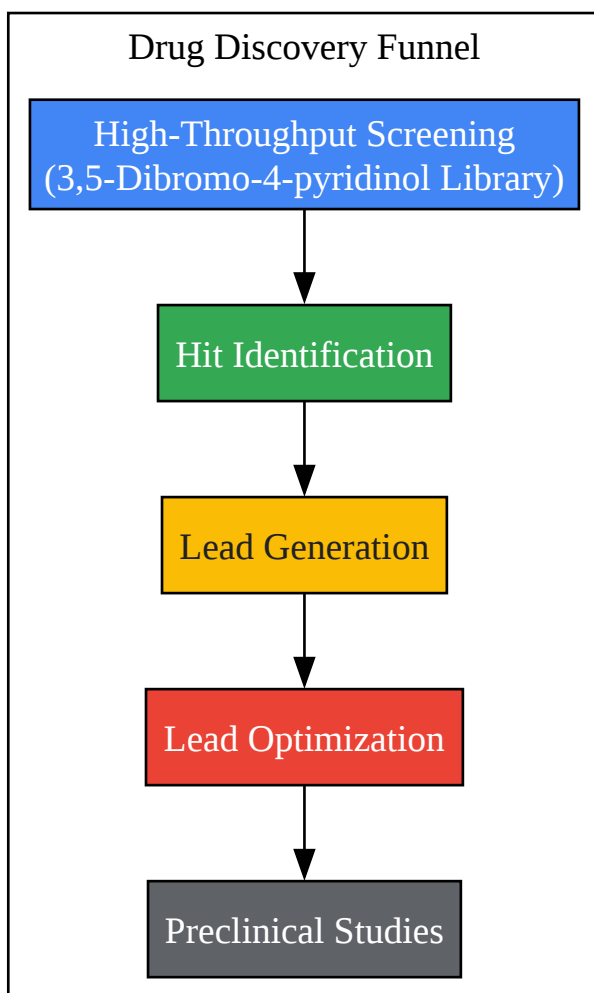 Drug Discovery Funnel
High-Throughput Screening
(3,5-Dibromo-4-pyridinol Library)
Hit Identification
Lead Generation
Lead Optimization
Preclinical Studies